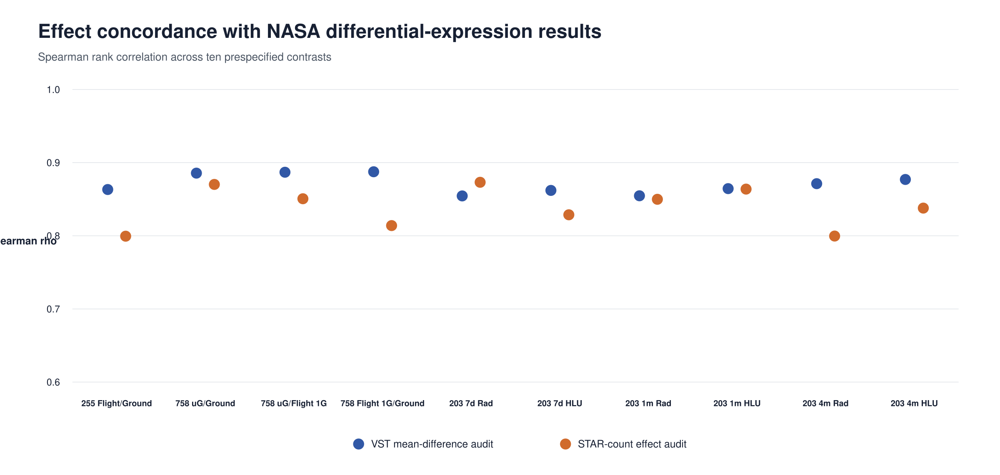 Effect concordance with NASA differential-expression results
Spearman rank correlation across ten prespecified contrasts
1.0
0.9
0.8
earman rho
0.7
0.6
255 Flight/Ground 758 uG/Ground 758 uG/Flight 1G 758 Flight 1G/Ground 203 7d Rad 203 7d HLU 203 1m Rad 203 1m HLU 203 4m Rad 203 4m HLU
VST mean-difference audit STAR-count effect audit